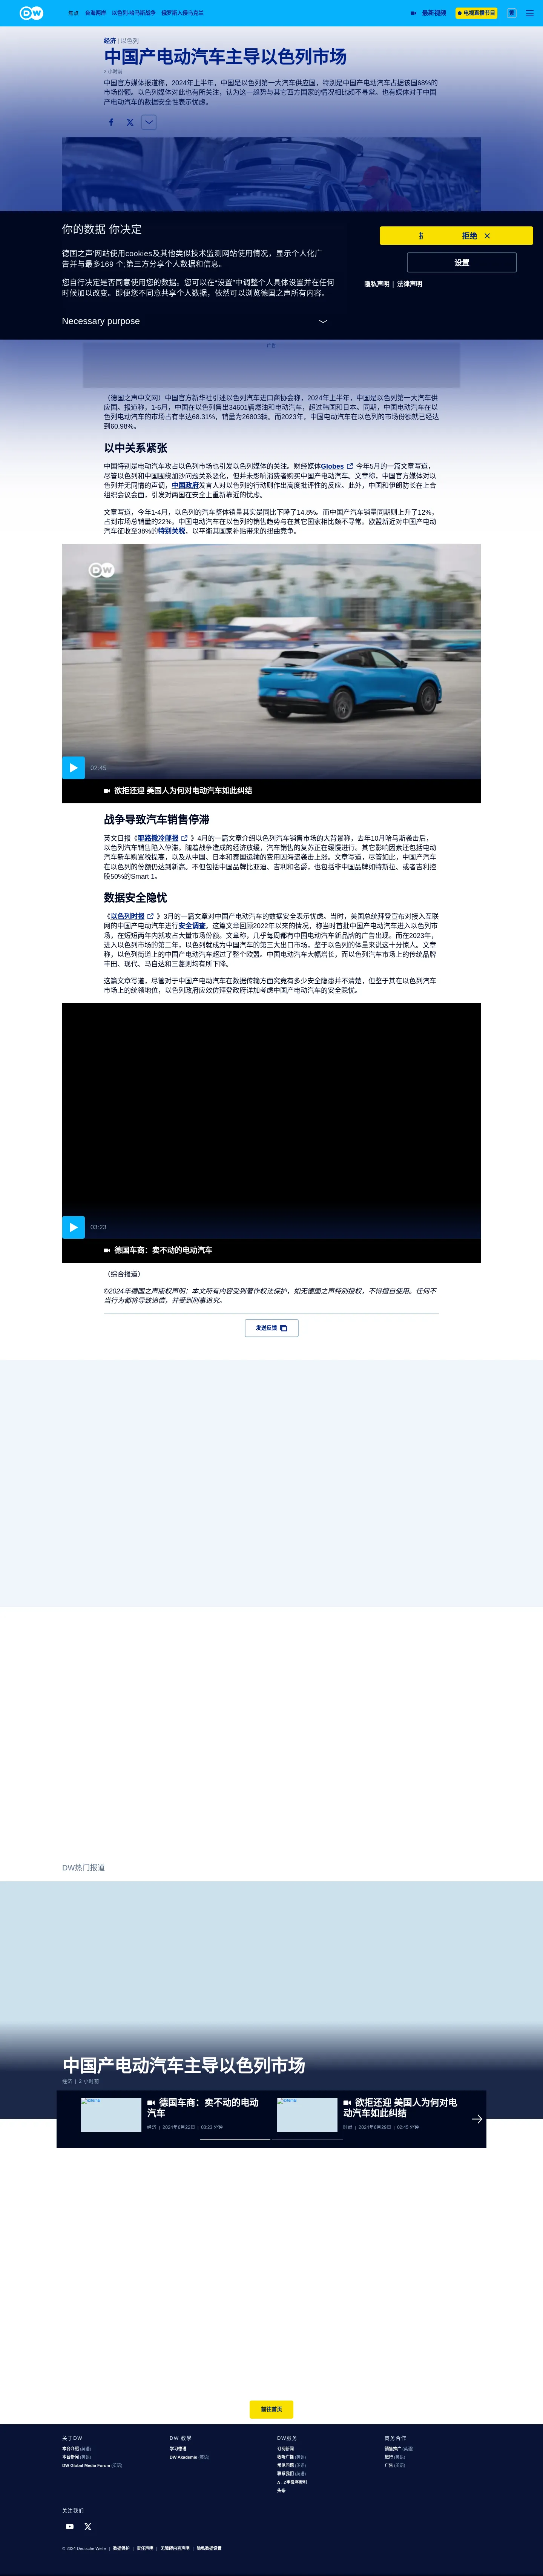 DW
焦点 台海两岸 以色列-哈马斯战争 俄罗斯入侵乌克兰
最新视频
电视直播节目
繁
经济 | 以色列
中国产电动汽车主导以色列市场
2 小时前
中国官方媒体报道称，2024年上半年，中国是以色列第一大汽车供应国，特别是中国产电动汽车占据该国68%的
市场份额。以色列媒体对此也有所关注，认为这一趋势与其它西方国家的情况相比颇不寻常。也有媒体对于中国
产电动汽车的数据安全性表示忧虑。
你的数据 你决定
德国之声'网站使用cookies及其他类似技术监测网站使用情况，显示个人化广
告并与最多169 个;第三方分享个人数据和信息。
您自行决定是否同意使用您的数据。您可以在“设置”中调整个人具体设置并在任何
时候加以改变。即便您不同意共享个人数据，依然可以浏览德国之声所有内容。
Necessary purpose
拒绝
设置
隐私声明 | 法律声明
广告
（德国之声中文网）中国官方新华社引述以色列汽车进口商协会称，2024年上半年，中国是以色列第一大汽车供
应国。报道称，1-6月，中国在以色列售出34601辆燃油和电动汽车，超过韩国和日本。同期，中国电动汽车在以
色列电动汽车的市场占有率达68.31%，销量为26803辆。而2023年，中国电动汽车在以色列的市场份额就已经达
到60.98%。
以中关系紧张
中国特别是电动汽车攻占以色列市场也引发以色列媒体的关注。财经媒体Globes 今年5月的一篇文章写道，
尽管以色列和中国围绕加沙问题关系恶化，但并未影响消费者购买中国产电动汽车。文章称，中国官方媒体对以
色列并无同情的声调，中国政府发言人对以色列的行动则作出高度批评性的反应。此外，中国和伊朗防长在上合
组织会议会面，引发对两国在安全上重新靠近的忧虑。
文章写道，今年1-4月，以色列的汽车整体销量其实是同比下降了14.8%。而中国产汽车销量同期则上升了12%，
占到市场总销量的22%。中国电动汽车在以色列的销售趋势与在其它国家相比颇不寻常。欧盟新近对中国产电动
汽车征收至38%的特别关税，以平衡其国家补贴带来的扭曲竞争。
DW
02:45
欲拒还迎 美国人为何对电动汽车如此纠结
战争导致汽车销售停滞
英文日报《耶路撒冷邮报 》4月的一篇文章介绍以色列汽车销售市场的大背景称，去年10月哈马斯袭击后，
以色列汽车销售陷入停滞。随着战争造成的经济放缓，汽车销售的复苏正在缓慢进行。其它影响因素还包括电动
汽车新车购置税提高，以及从中国、日本和泰国运输的费用因海盗袭击上涨。文章写道，尽管如此，中国产汽车
在以色列的份额仍达到新高。不但包括中国品牌比亚迪、吉利和名爵，也包括非中国品牌如特斯拉、或者吉利控
股50%的Smart 1。
数据安全隐忧
《以色列时报 》3月的一篇文章对中国产电动汽车的数据安全表示忧虑。当时，美国总统拜登宣布对接入互联
网的中国产电动汽车进行安全调查。这篇文章回顾2022年以来的情况，称当时首批中国产电动汽车进入以色列市
场，在短短两年内就攻占大量市场份额。文章称，几乎每周都有中国电动汽车新品牌的广告出现。而在2023年，
进入以色列市场的第二年，以色列就成为中国汽车的第三大出口市场，鉴于以色列的体量来说这十分惊人。文章
称，以色列街道上的中国产电动汽车超过了整个欧盟。中国电动汽车大幅增长，而以色列汽车市场上的传统品牌
丰田、现代、马自达和三菱则均有所下降。
这篇文章写道，尽管对于中国产电动汽车在数据传输方面究竟有多少安全隐患并不清楚，但鉴于其在以色列汽车
市场上的统领地位，以色列政府应效仿拜登政府详加考虑中国产电动汽车的安全隐忧。
03:23
德国车商：卖不动的电动汽车
（综合报道）
©2024年德国之声版权声明：本文所有内容受到著作权法保护，如无德国之声特别授权，不得擅自使用。任何不
当行为都将导致追偿，并受到刑事追究。
发送反馈
DW热门报道
中国产电动汽车主导以色列市场
经济 | 2 小时前
德国车商：卖不动的电动
汽车
经济 | 2024年6月22日 | 03:23 分钟
欲拒还迎 美国人为何对电
动汽车如此纠结
时尚 | 2024年6月29日 | 02:45 分钟
前往首页
关于DW
本台介绍 (英语)
本台新闻 (英语)
DW Global Media Forum (英语)
DW 教學
学习德语
DW Akademie (英语)
DW服务
订阅新闻
收听广播 (英语)
常见问题 (英语)
联系我们 (英语)
A - Z字母序索引
头条
商务合作
销售推广 (英语)
旅行 (英语)
广告 (英语)
关注我们
© 2024 Deutsche Welle | 数据保护 | 责任声明 | 无障碍内容声明 | 隐私数据设置